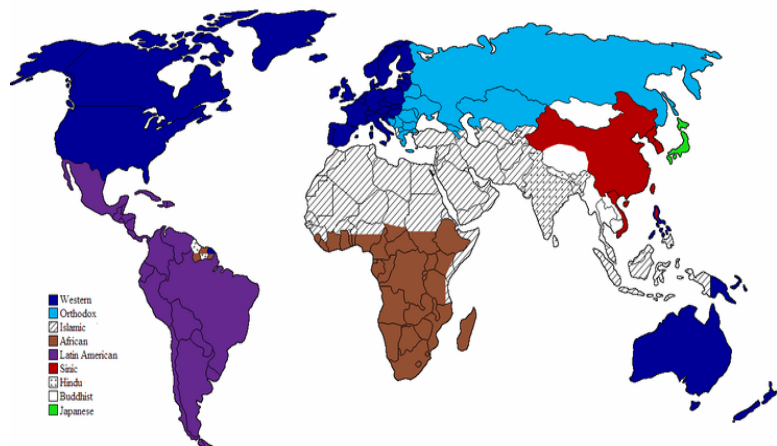 Western
Orthodox
Islamic
African
Latin American
Sinic
Hindu
Buddhist
Japanese